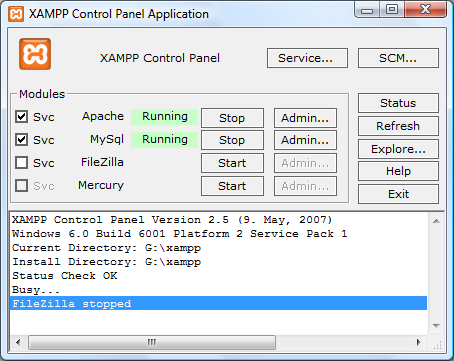 XAMPP Control Panel Application
XAMPP Control Panel Service... SCM...
Modules
Svc Apache Running Stop Admin...
Svc MySql Running Stop Admin...
Svc FileZilla Start Admin...
Svc Mercury Start Admin...
Status
Refresh
Explore...
Help
Exit
XAMPP Control Panel Version 2.5 (9. May, 2007)
Windows 6.0 Build 6001 Platform 2 Service Pack 1
Current Directory: G:\xampp
Install Directory: G:\xampp
Status Check OK
Busy...
FileZilla stopped